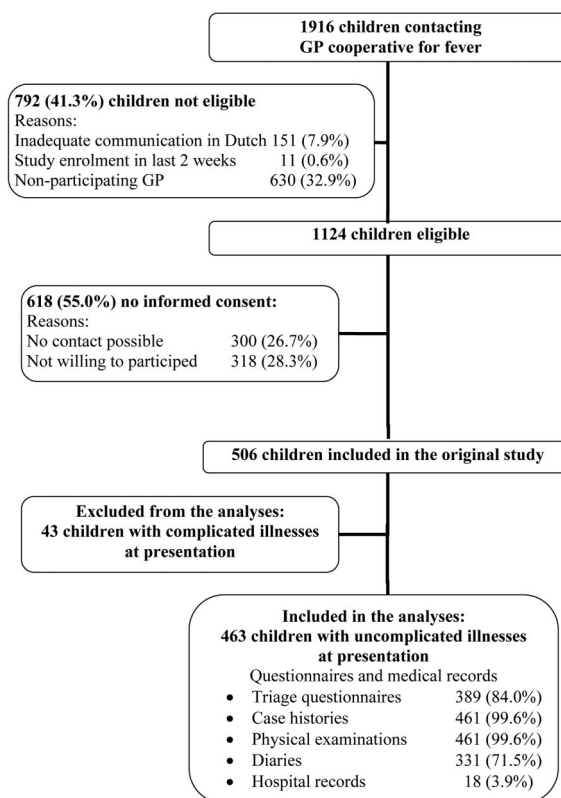 1916 children contacting
GP cooperative for fever
792 (41.3%) children not eligible
Reasons:
Inadequate communication in Dutch 151 (7.9%)
Study enrolment in last 2 weeks 11 (0.6%)
Non-participating GP 630 (32.9%)
1124 children eligible
618 (55.0%) no informed consent:
Reasons:
No contact possible 300 (26.7%)
Not willing to participed 318 (28.3%)
506 children included in the original study
Excluded from the analyses:
43 children with complicated illnesses
at presentation
Included in the analyses:
463 children with uncomplicated illnesses
at presentation
Questionnaires and medical records
• Triage questionnaires 389 (84.0%)
• Case histories 461 (99.6%)
• Physical examinations 461 (99.6%)
• Diaries 331 (71.5%)
• Hospital records 18 (3.9%)